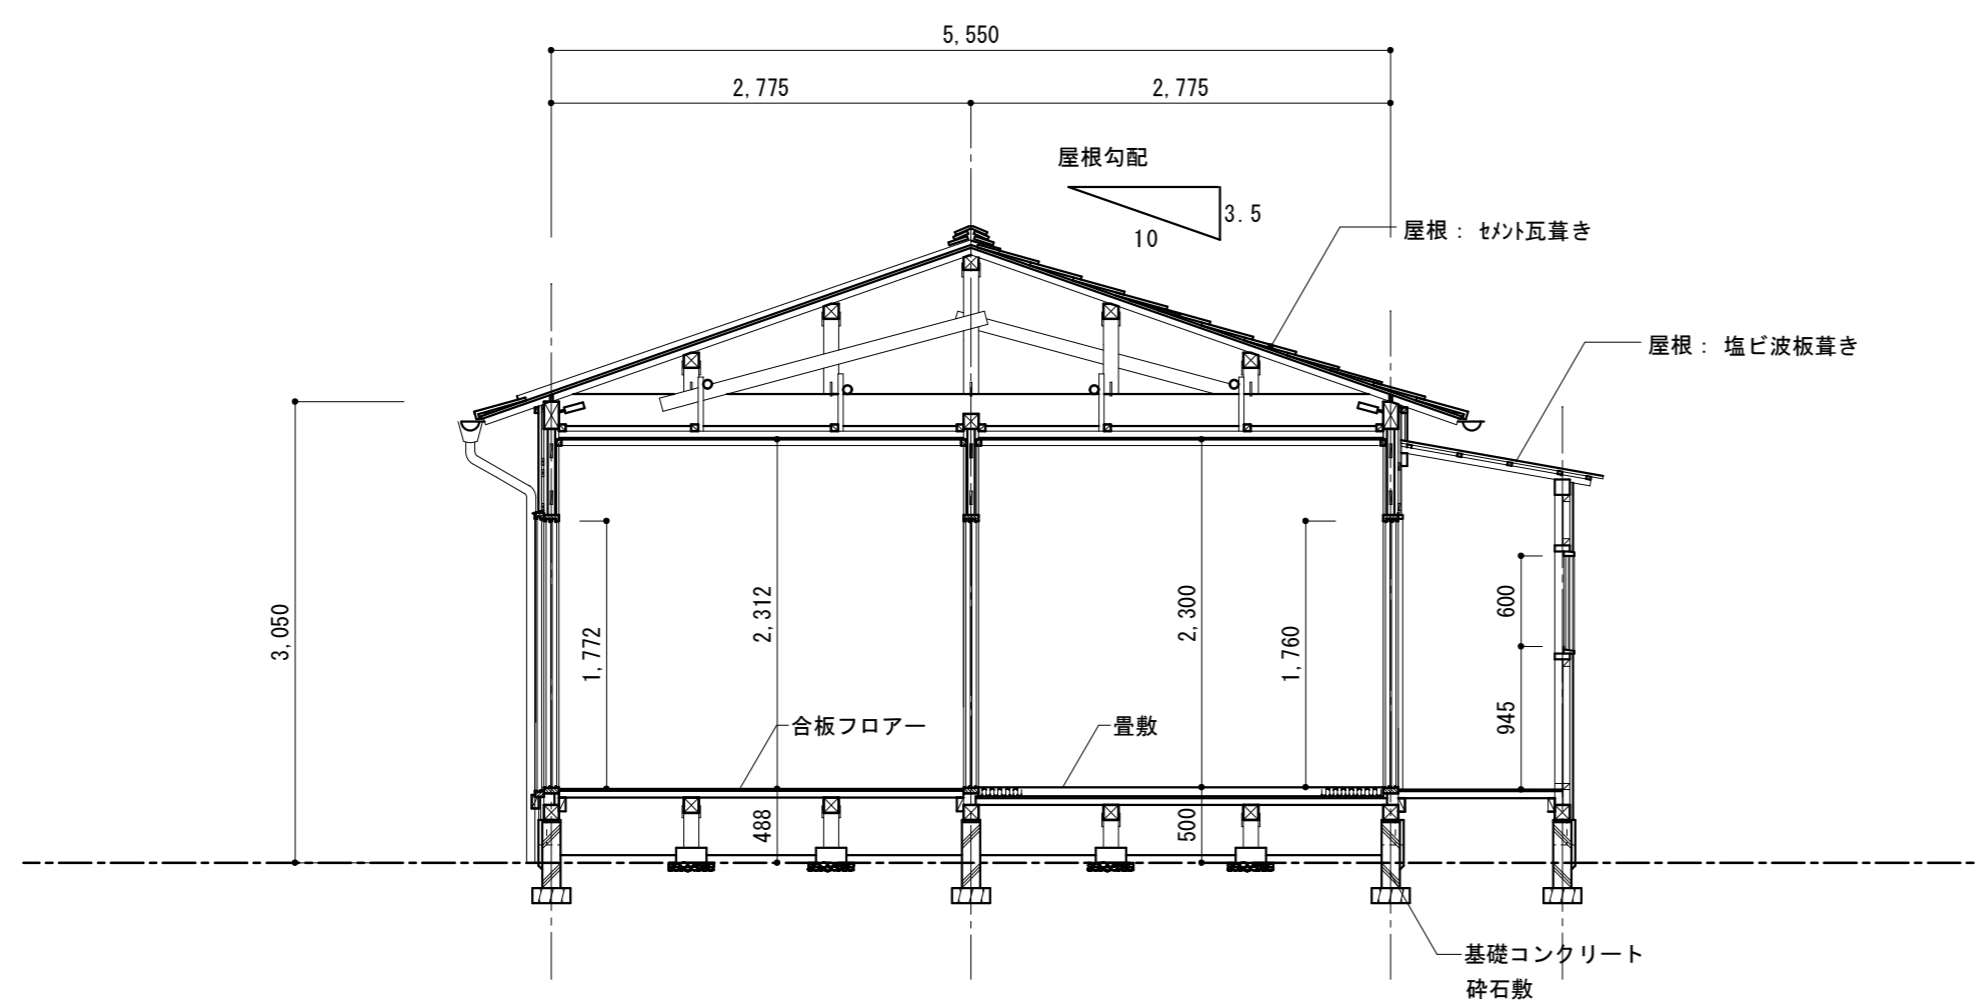 5,550
2,775
2,775
屋根勾配
3.5
10
屋根： ｾﾒﾝﾄ瓦葺き
屋根： 塩ビ波板葺き
3,050
1,772
2,312
2,300
1,760
600
945
合板フロアー
畳敷
488
500
基礎コンクリート
砕石敷